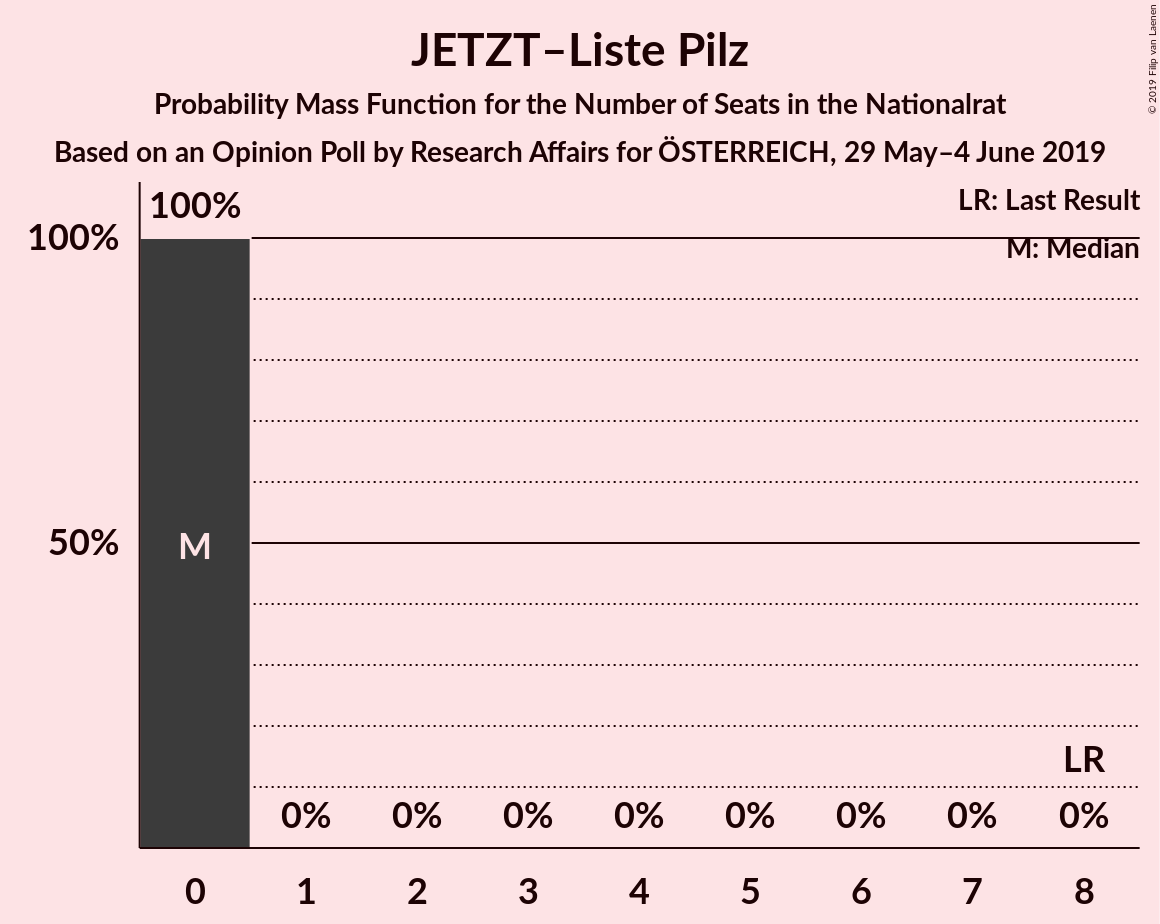 JETZT–Liste Pilz
Probability Mass Function for the Number of Seats in the Nationalrat
Based on an Opinion Poll by Research Affairs for ÖSTERREICH, 29 May–4 June 2019
© 2019 Filip van Laenen
LR: Last Result
M: Median
100%
100%
50%
M
LR
0% 0% 0% 0% 0% 0% 0% 0%
0 1 2 3 4 5 6 7 8